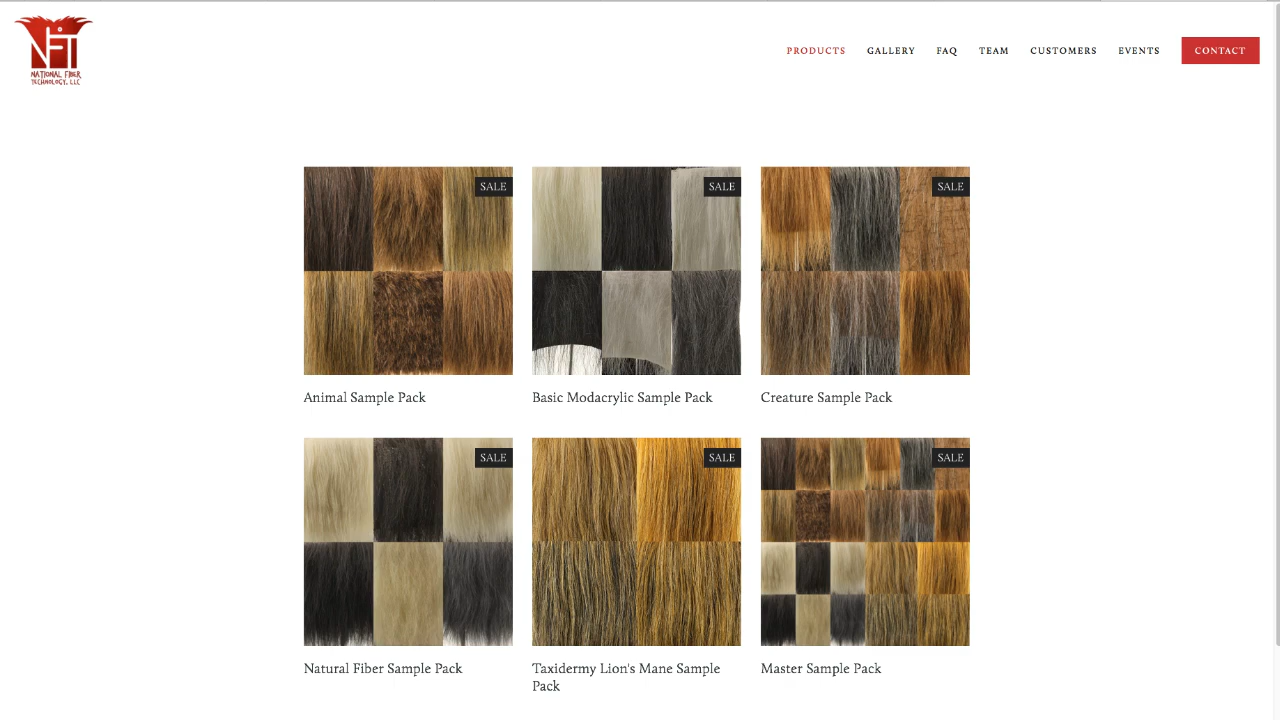 NFT
NATIONAL FIBER
TECHNOLOGY, LLC
PRODUCTS GALLERY FAQ TEAM CUSTOMERS EVENTS CONTACT
SALE SALE SALE
Animal Sample Pack Basic Modacrylic Sample Pack Creature Sample Pack
SALE SALE SALE
Natural Fiber Sample Pack Taxidermy Lion's Mane Sample Master Sample Pack
Pack